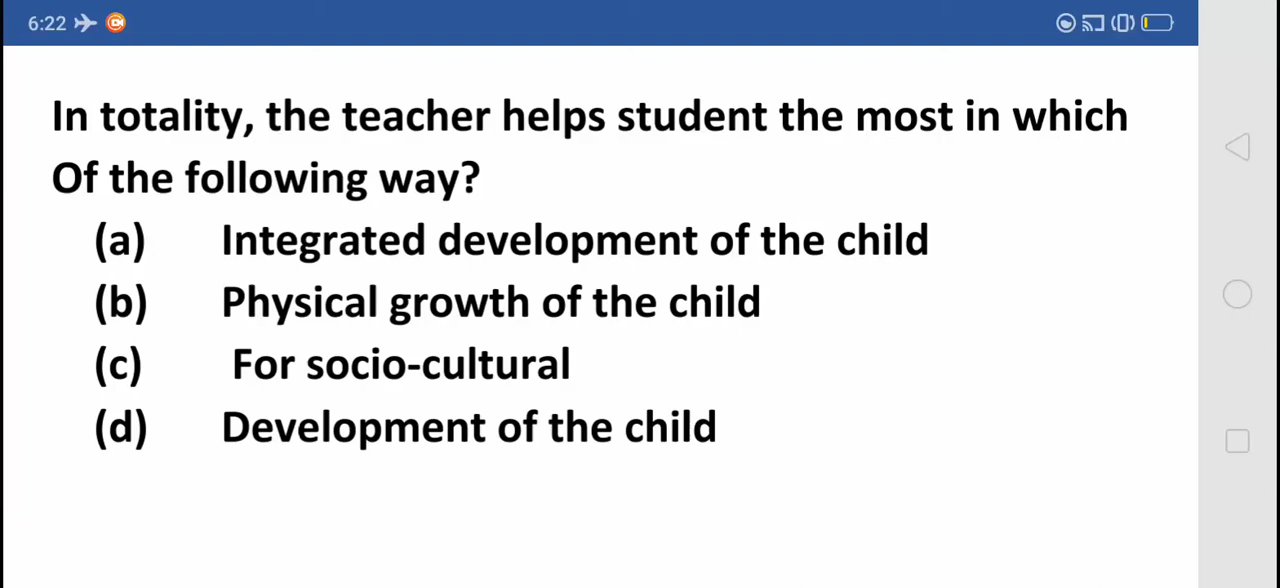 6:22
In totality, the teacher helps student the most in which
Of the following way?
(a) Integrated development of the child
(b) Physical growth of the child
(c) For socio-cultural
(d) Development of the child